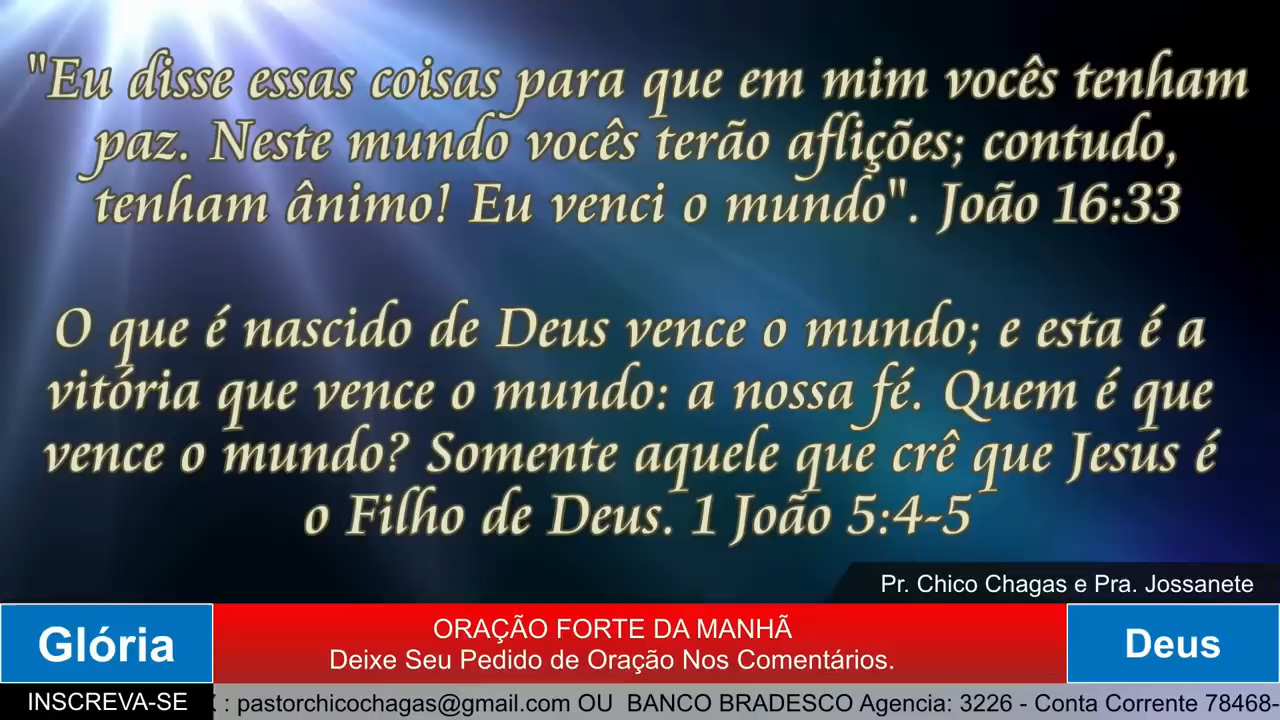 "Eu disse essas coisas para que em mim vocês tenham
paz. Neste mundo vocês terão aflições; contudo,
tenham ânimo! Eu venci o mundo". João 16:33
O que é nascido de Deus vence o mundo; e esta é a
vitória que vence o mundo: a nossa fé. Quem é que
vence o mundo? Somente aquele que crê que Jesus é
o Filho de Deus. 1 João 5:4-5
Pr. Chico Chagas e Pra. Jossanete
Glória
ORAÇÃO FORTE DA MANHÃ
Deixe Seu Pedido de Oração Nos Comentários.
Deus
INSCREVA-SE
: pastorchicochagas@gmail.com OU BANCO BRADESCO Agencia: 3226 - Conta Corrente 78468-